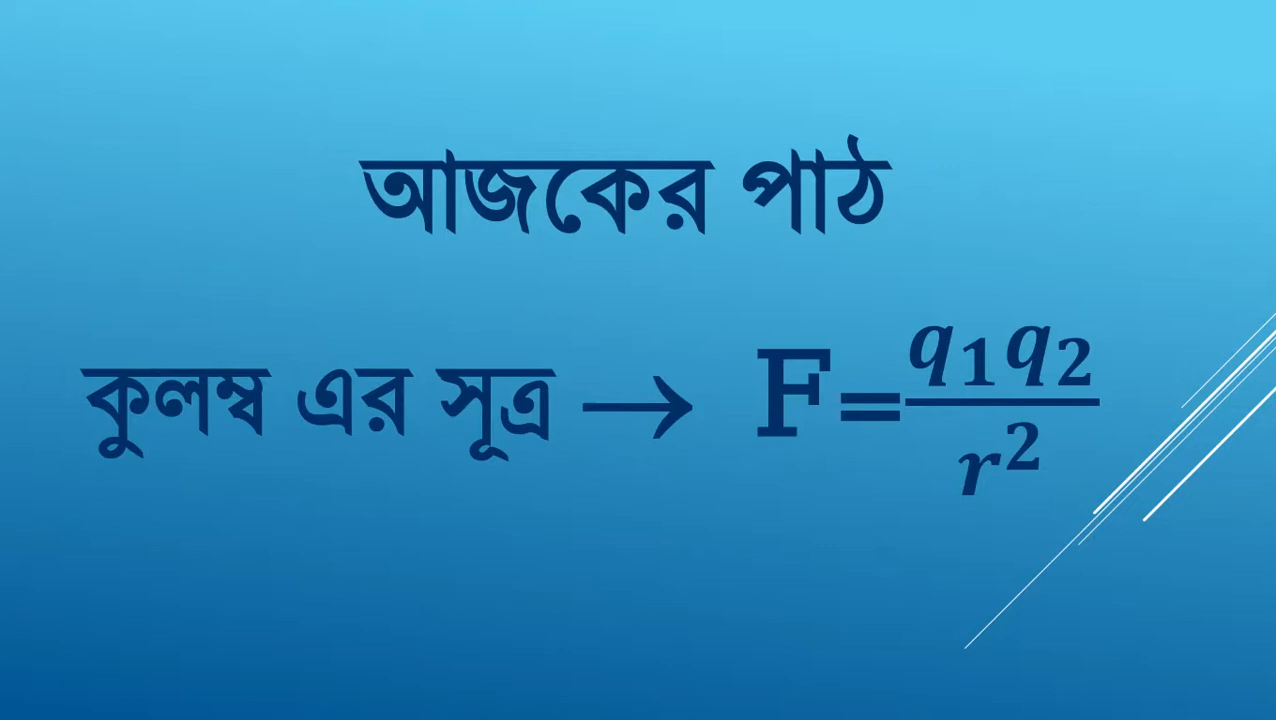 আজকের পাঠ
কুলম্ব এর সূত্র → F=q₁q₂/r²